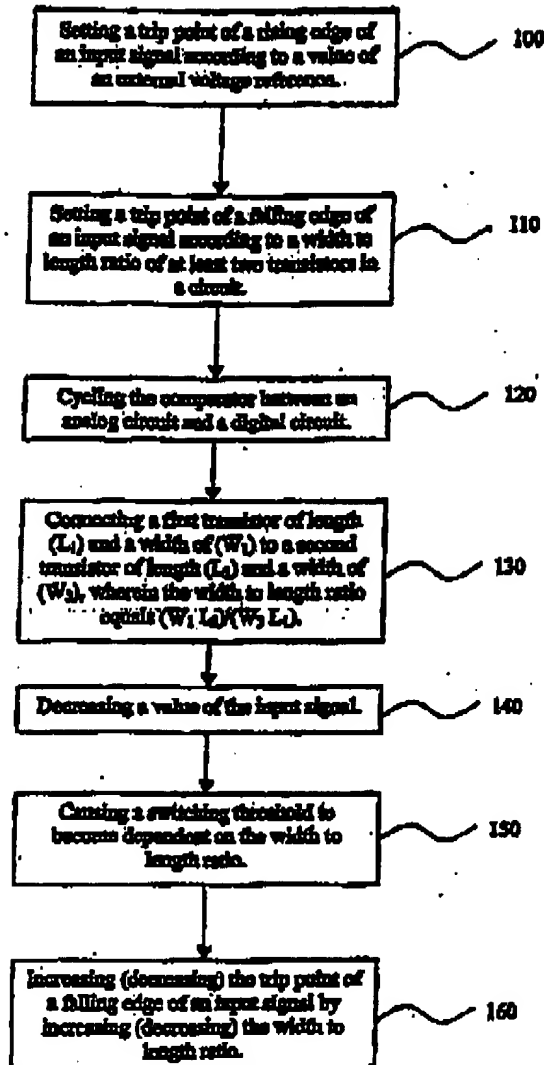 Setting a trip point of a rising edge of
an input signal according to a value of
an external voltage reference.
100
Setting a trip point of a falling edge of
an input signal according to a width to
length ratio of at least two transistors in
a circuit.
110
Cycling the comparator between an
analog circuit and a digital circuit.
120
Connecting a first transistor of length
(L₁) and a width of (W₁) to a second
transistor of length (L₂) and a width of
(W₂), wherein the width to length ratio
equals (W₁ L₂)/(W₂ L₁).
130
Decreasing a value of the input signal.
140
Causing a switching threshold to
become dependent on the width to
length ratio.
150
Increasing (decreasing) the trip point of
a falling edge of an input signal by
increasing (decreasing) the width to
length ratio.
160